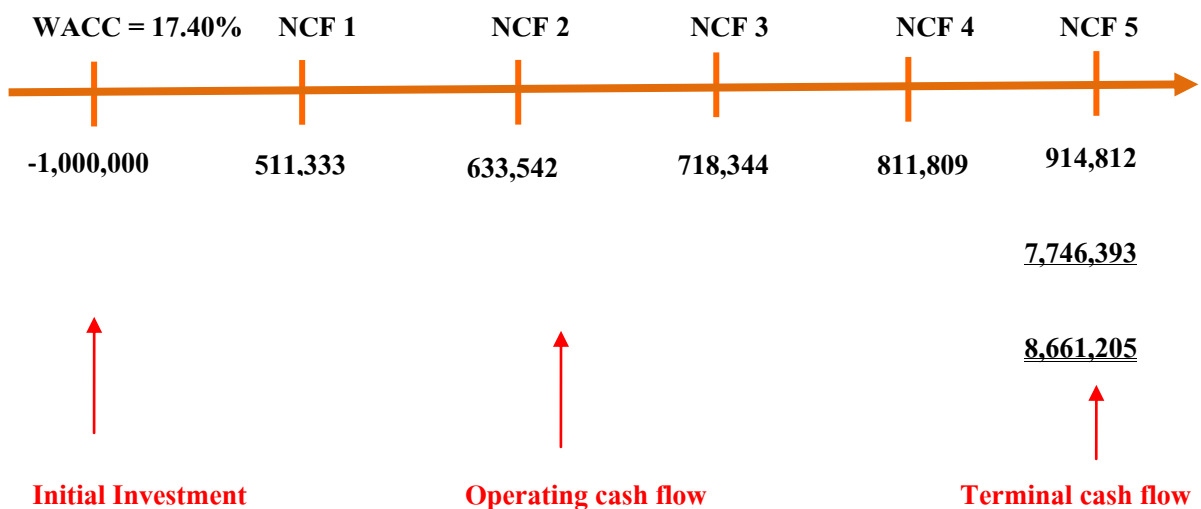 WACC = 17.40% NCF 1 NCF 2 NCF 3 NCF 4 NCF 5
-1,000,000 511,333 633,542 718,344 811,809 914,812
7,746,393
8,661,205
Initial Investment Operating cash flow Terminal cash flow